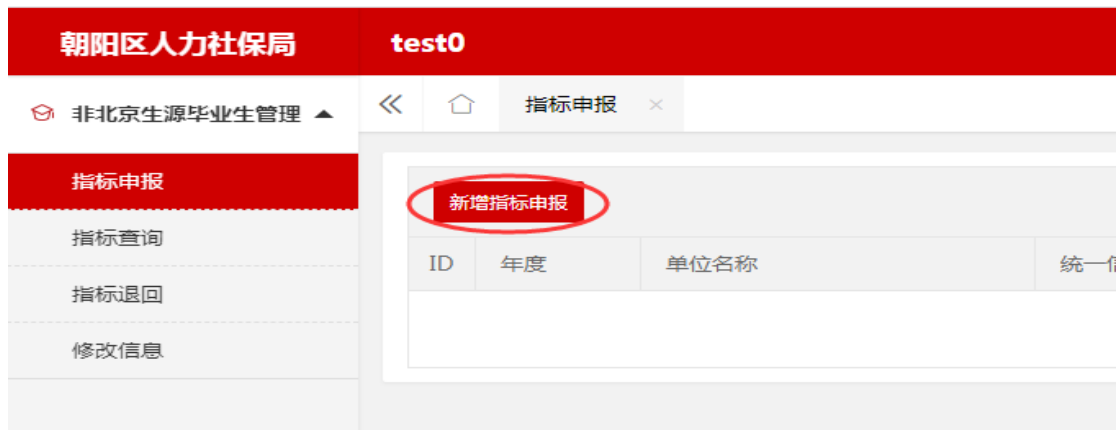 朝阳区人力社保局 test0
非北京生源毕业生管理 指标申报
指标申报
新增指标申报
指标查询
ID 年度 单位名称 统一
指标退回
修改信息